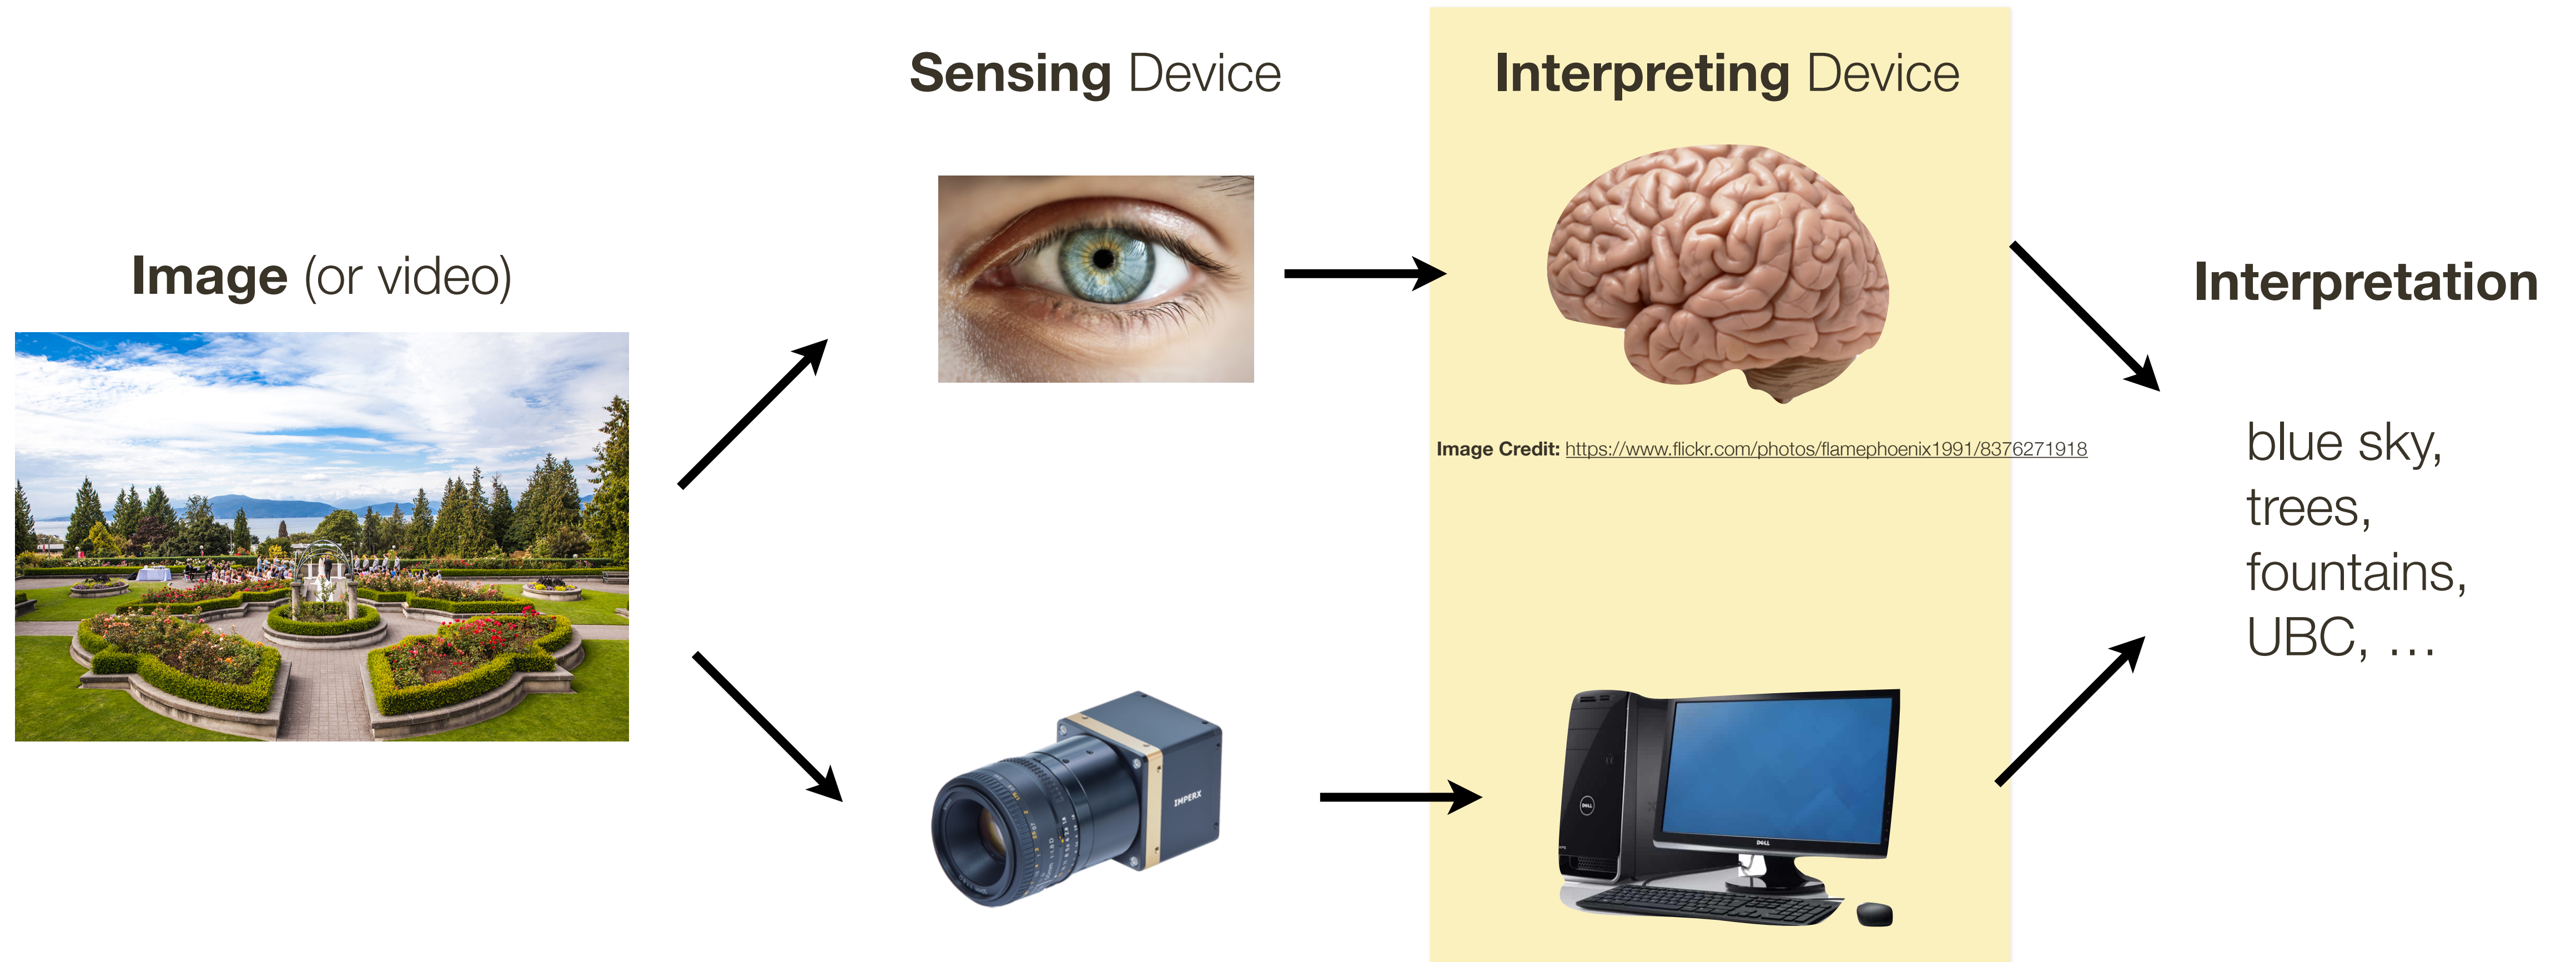 Sensing Device
Interpreting Device
Image (or video)
Interpretation
Image Credit: https://www.flickr.com/photos/flamephoenix1991/8376271918
blue sky,
trees,
fountains,
UBC, …
IMPERX
DELL
DELL